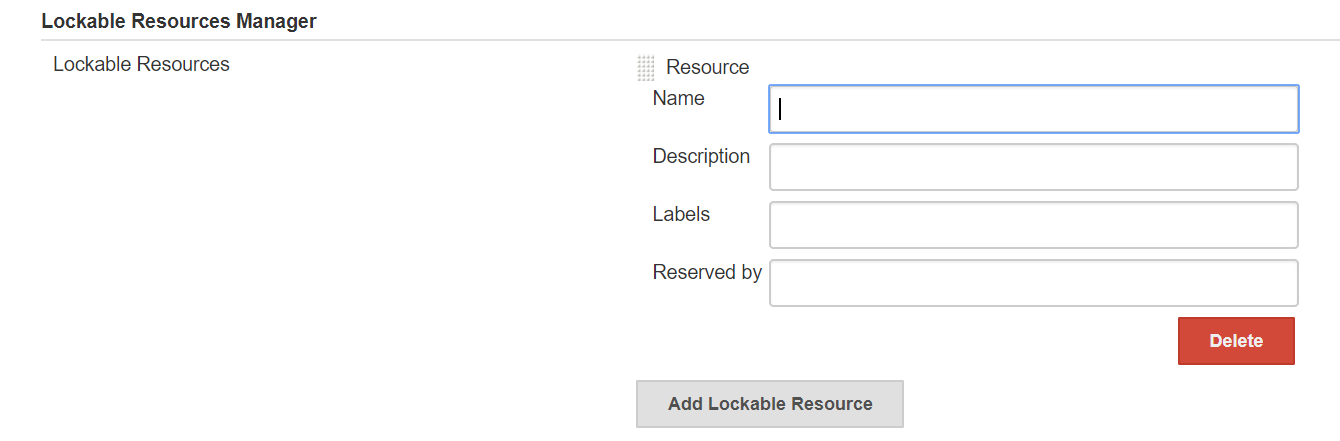 Lockable Resources Manager
Lockable Resources
Resource
Name
Description
Labels
Reserved by
Delete
Add Lockable Resource